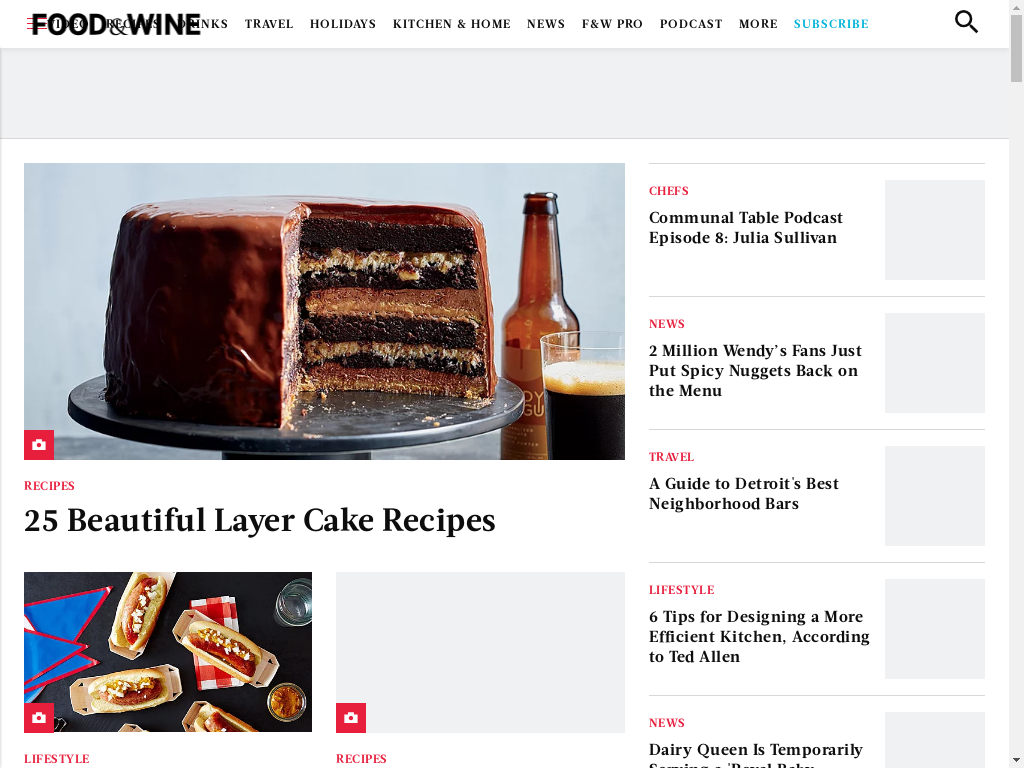 FOOD&WINE
VIDEO RECIPES DRINKS TRAVEL HOLIDAYS KITCHEN & HOME NEWS F&W PRO PODCAST MORE SUBSCRIBE
RECIPES
25 Beautiful Layer Cake Recipes
LIFESTYLE
RECIPES
CHEFS
Communal Table Podcast
Episode 8: Julia Sullivan
NEWS
2 Million Wendy's Fans Just
Put Spicy Nuggets Back on
the Menu
TRAVEL
A Guide to Detroit's Best
Neighborhood Bars
LIFESTYLE
6 Tips for Designing a More
Efficient Kitchen, According
to Ted Allen
NEWS
Dairy Queen Is Temporarily
Serving a 'Royal Baby